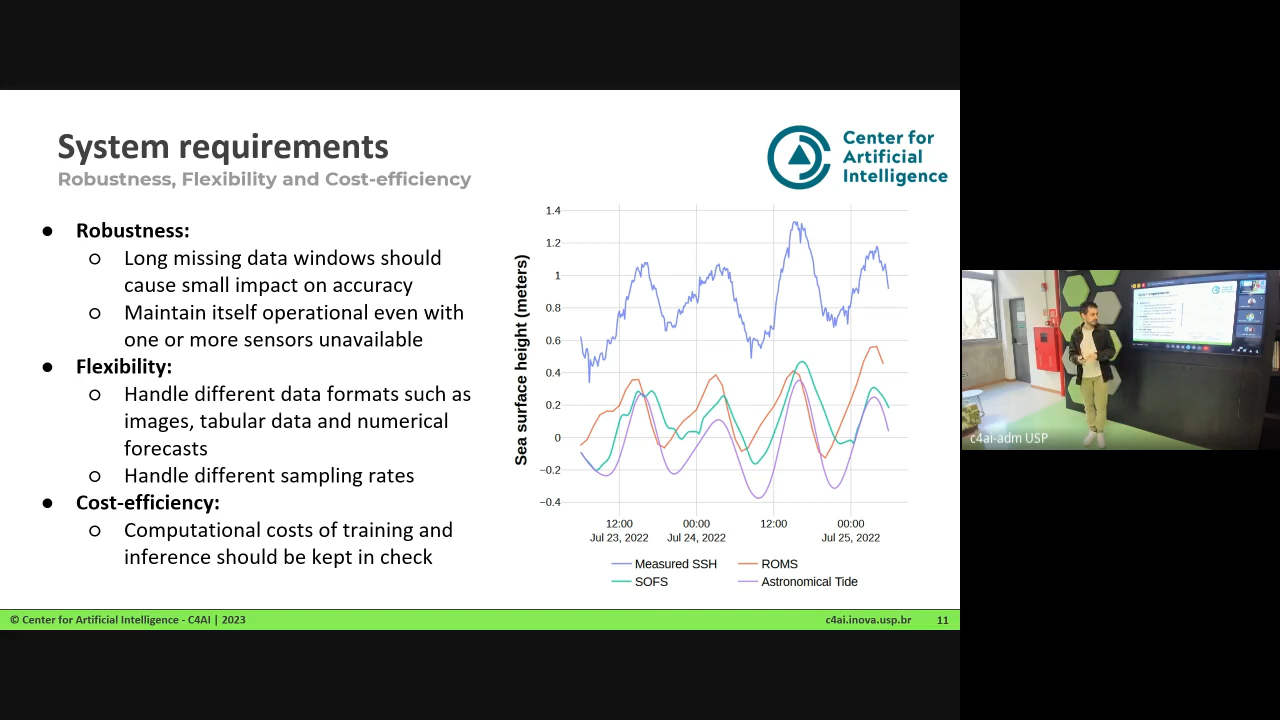 System requirements
Robustness, Flexibility and Cost-efficiency
Center for
Artificial
Intelligence
● Robustness:
○ Long missing data windows should
cause small impact on accuracy
○ Maintain itself operational even with
one or more sensors unavailable
● Flexibility:
○ Handle different data formats such as
images, tabular data and numerical
forecasts
○ Handle different sampling rates
● Cost-efficiency:
○ Computational costs of training and
inference should be kept in check
Sea surface height (meters)
1.4
1.2
1
0.8
0.6
0.4
0.2
0
−0.2
−0.4
12:00 00:00 12:00 00:00
Jul 23, 2022 Jul 24, 2022 Jul 25, 2022
Measured SSH ROMS
SOFS Astronomical Tide
© Center for Artificial Intelligence - C4AI | 2023 c4ai.inova.usp.br 11
c4ai-adm USP